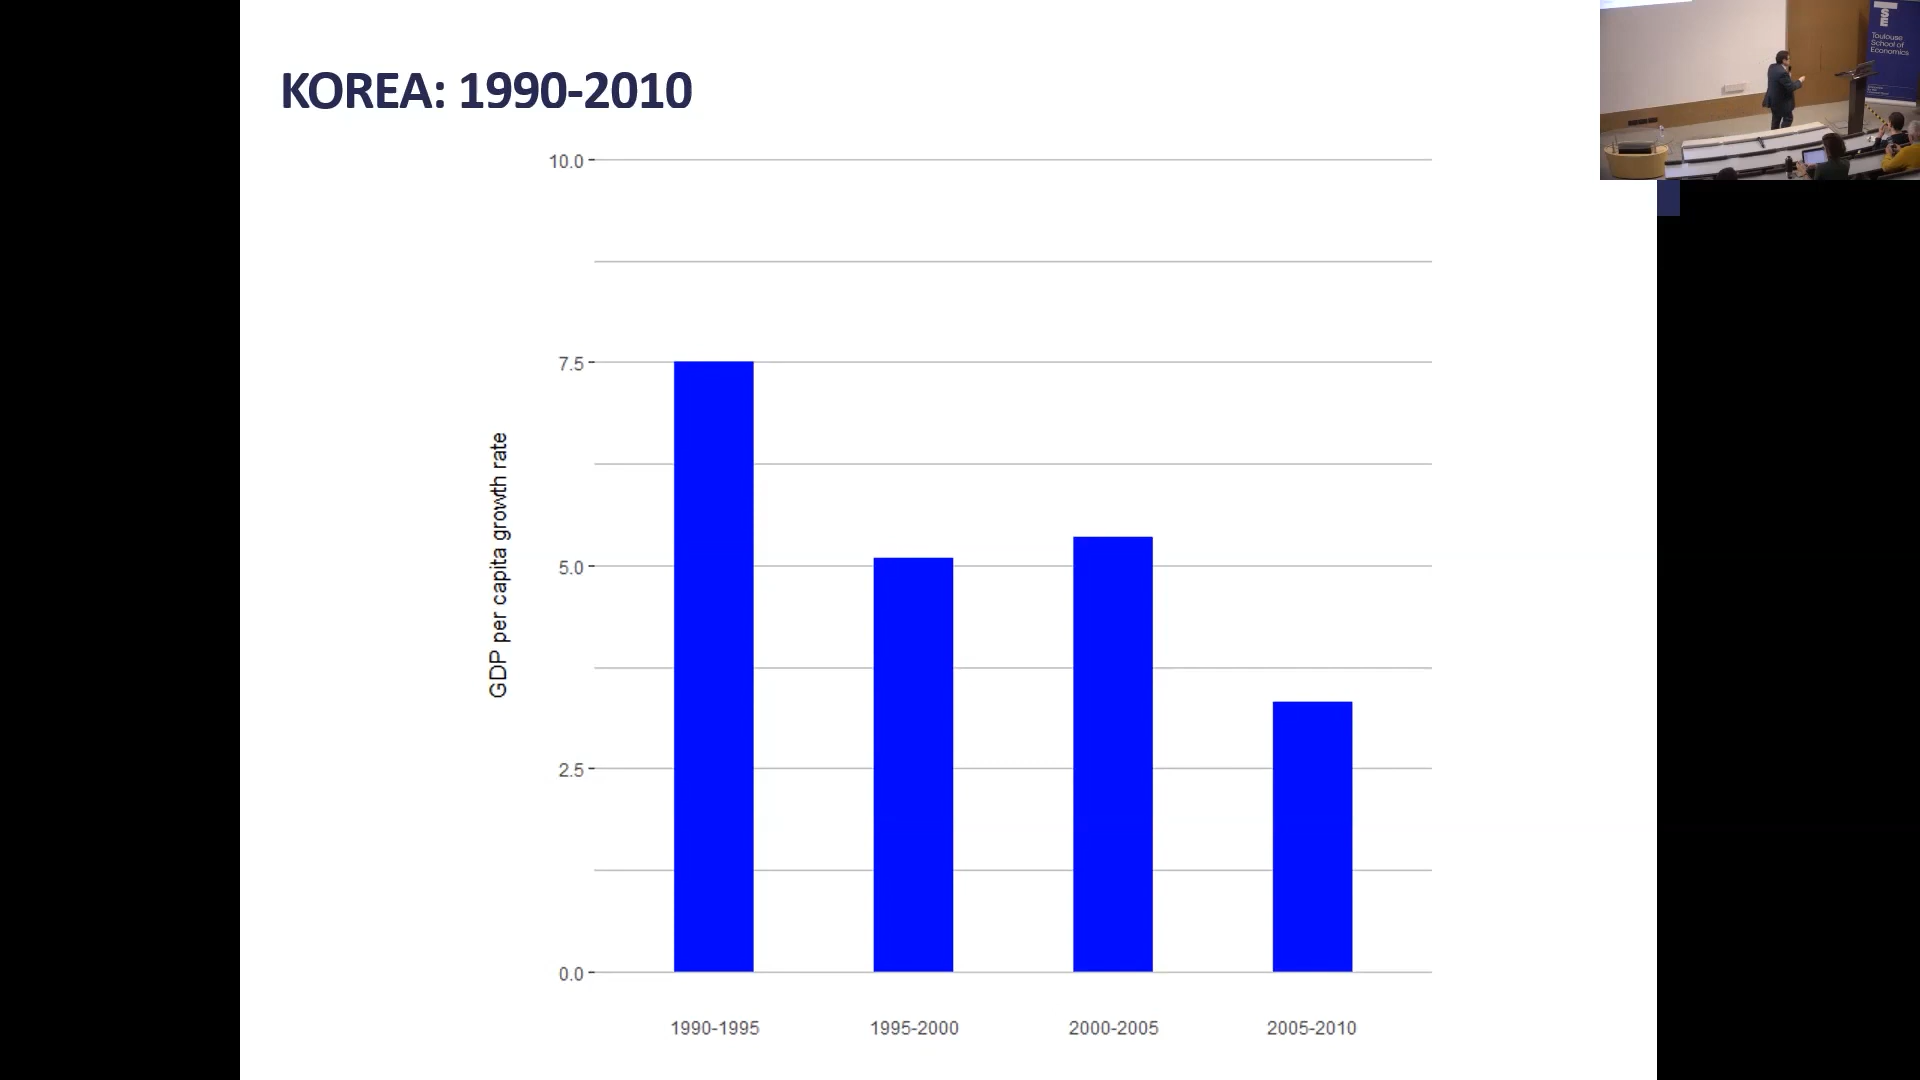 KOREA: 1990-2010
TSE
Toulouse
School of
Economics
10.0
7.5
5.0
2.5
0.0
GDP per capita growth rate
1990-1995 1995-2000 2000-2005 2005-2010